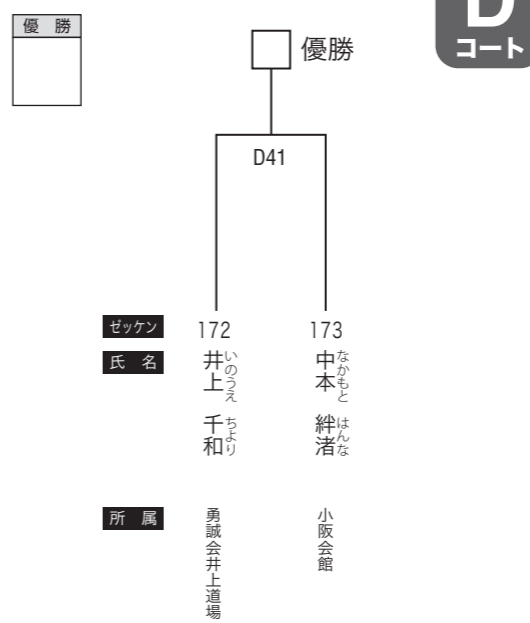 優 勝
優勝
D
コート
D41
ゼッケン
172
173
氏 名
井上 千和
いのうえ ちより
中本 絆渚
なかもと はんな
所 属
勇誠会井上道場
小阪会館